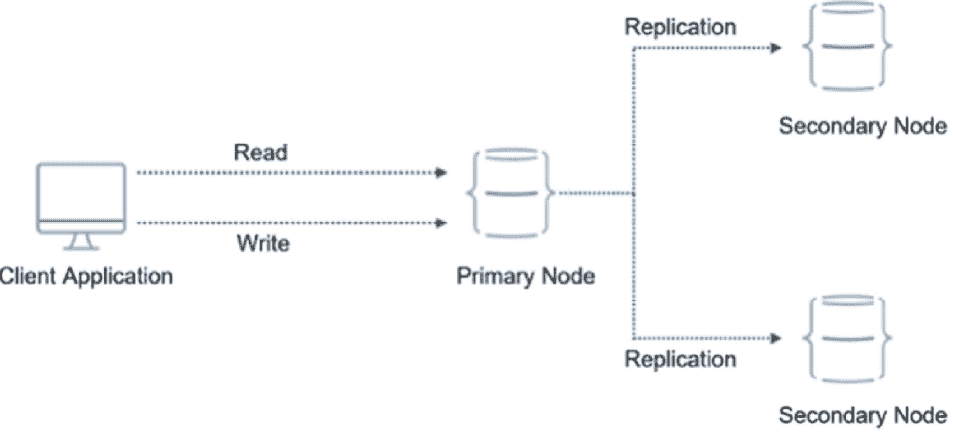 Replication
Secondary Node
Read
Write
Client Application
Primary Node
Replication
Secondary Node